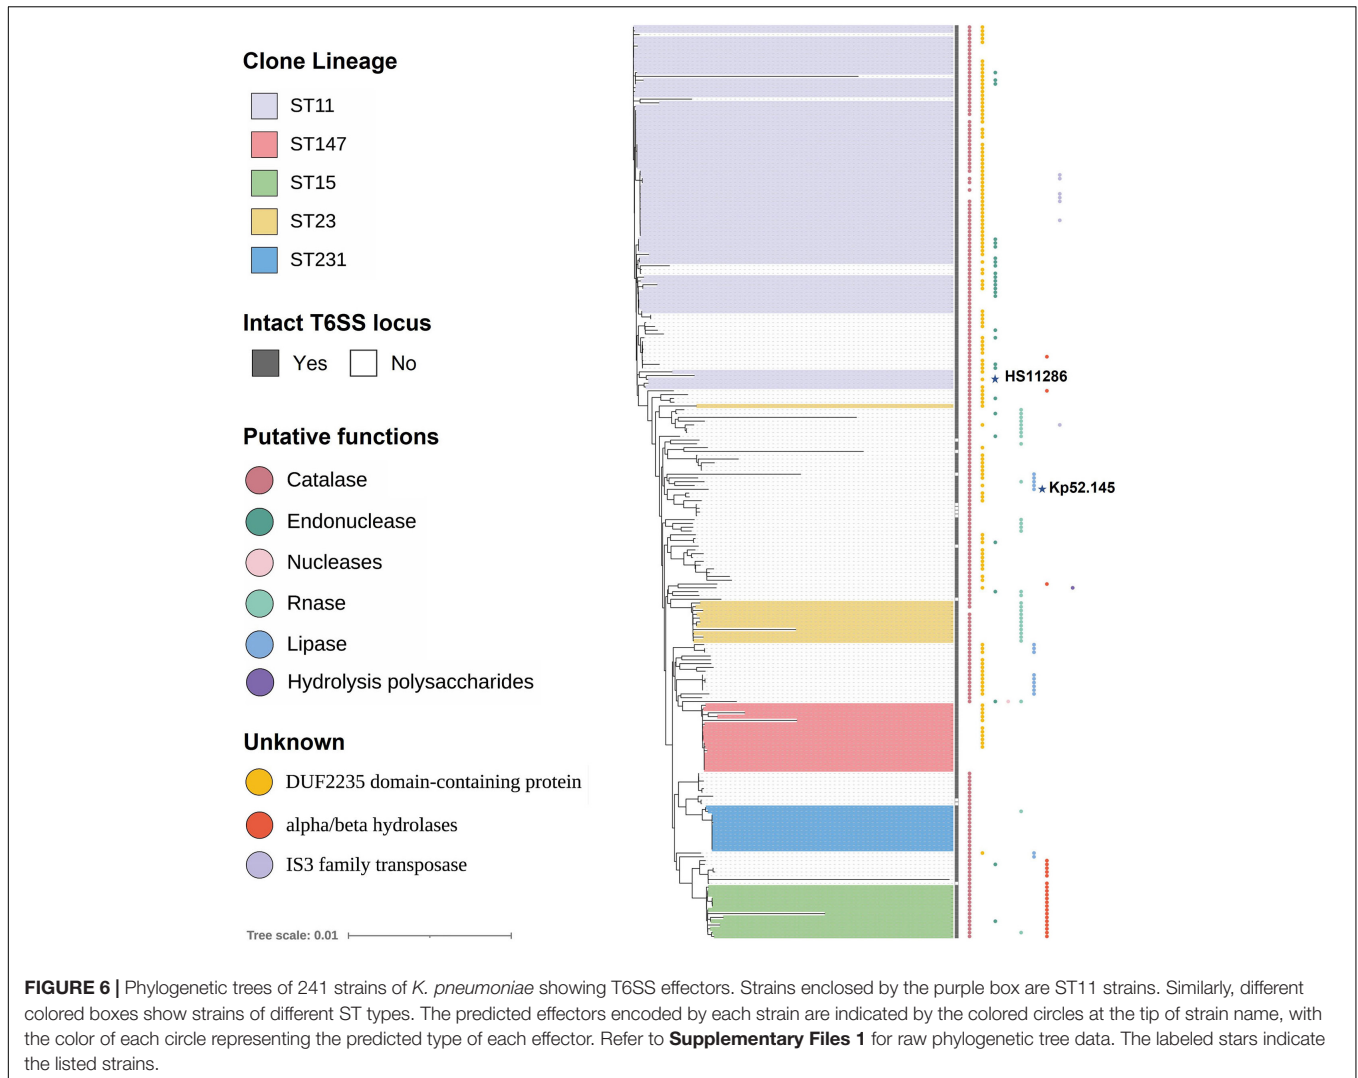 Clone Lineage
ST11
ST147
ST15
ST23
ST231
Intact T6SS locus
Yes No
Putative functions
Catalase
Endonuclease
Nucleases
Rnase
Lipase
Hydrolysis polysaccharides
Unknown
DUF2235 domain-containing protein
alpha/beta hydrolases
IS3 family transposase
Tree scale: 0.01
HS11286
Kp52.145
FIGURE 6 | Phylogenetic trees of 241 strains of K. pneumoniae showing T6SS effectors. Strains enclosed by the purple box are ST11 strains. Similarly, different
colored boxes show strains of different ST types. The predicted effectors encoded by each strain are indicated by the colored circles at the tip of strain name, with
the color of each circle representing the predicted type of each effector. Refer to Supplementary Files 1 for raw phylogenetic tree data. The labeled stars indicate
the listed strains.